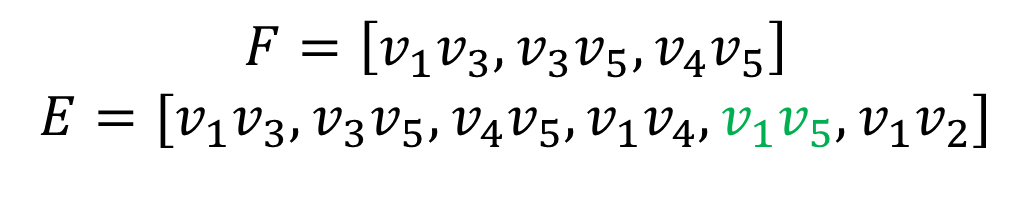 F = [v₁v₃, v₃v₅, v₄v₅]
E = [v₁v₃, v₃v₅, v₄v₅, v₁v₄, v₁v₅, v₁v₂]